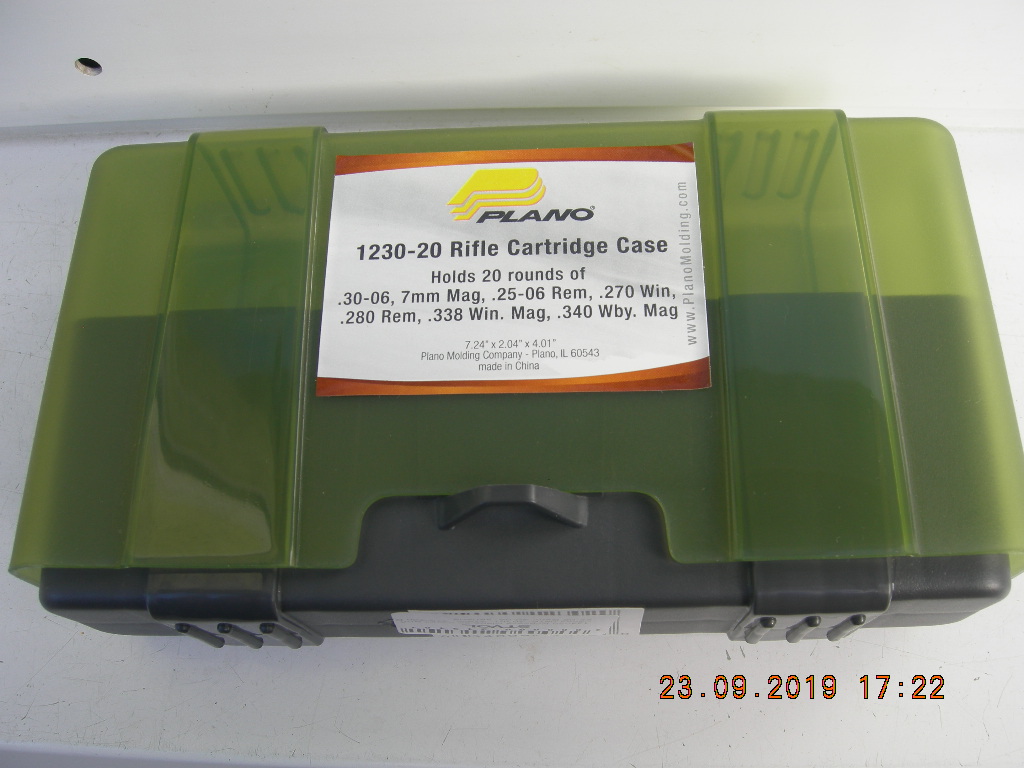 PLANO®
1230-20 Rifle Cartridge Case
Holds 20 rounds of
.30-06, 7mm Mag, .25-06 Rem, .270 Win,
.280 Rem, .338 Win. Mag, .340 Wby. Mag
7.24" x 2.04" x 4.01"
Plano Molding Company - Plano, IL 60543
made in China
www.PlanoMolding.com
23.09.2019 17:22